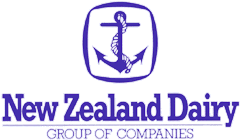 New Zealand Dairy
GROUP OF COMPANIES